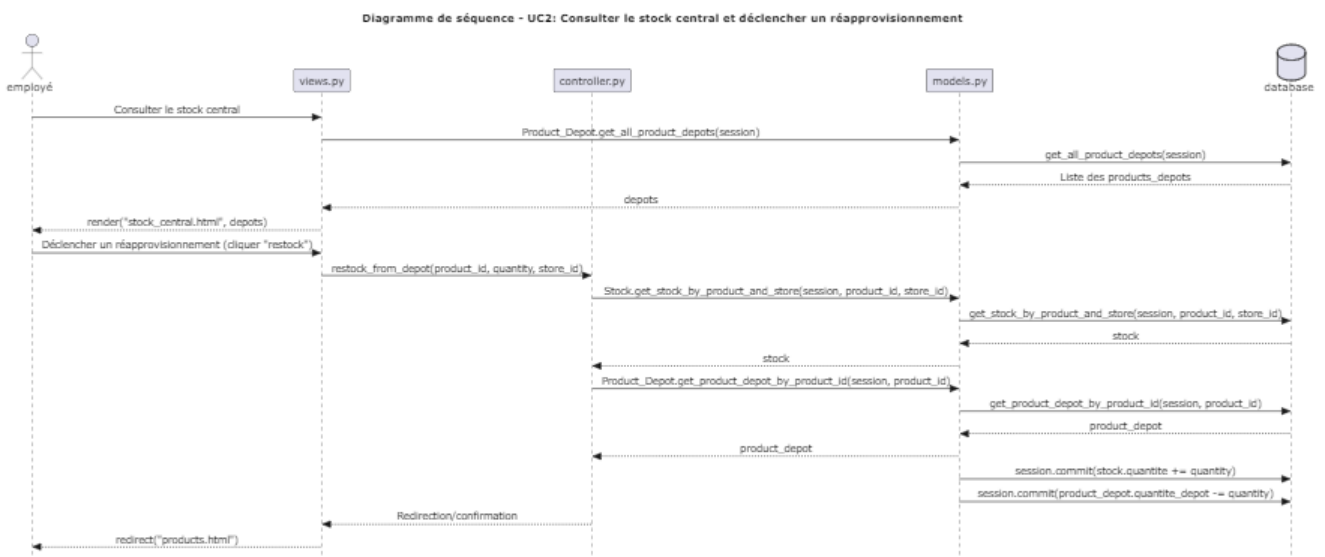 Diagramme de séquence - UC2: Consulter le stock central et déclencher un réapprovisionnement
employé
views.py
controller.py
models.py
database
Consulter le stock central
Product_Depot.get_all_product_depots(session)
get_all_product_depots(session)
Liste des products_depots
depots
render("stock_central.html", depots)
Déclencher un réapprovisionnement (cliquer "restock")
restock_from_depot(product_id, quantity, store_id)
Stock.get_stock_by_product_and_store(session, product_id, store_id)
get_stock_by_product_and_store(session, product_id, store_id)
stock
stock
Product_Depot.get_product_depot_by_product_id(session, product_id)
get_product_depot_by_product_id(session, product_id)
product_depot
product_depot
session.commit(stock.quantite += quantity)
session.commit(product_depot.quantite_depot -= quantity)
Redirection/confirmation
redirect("products.html")